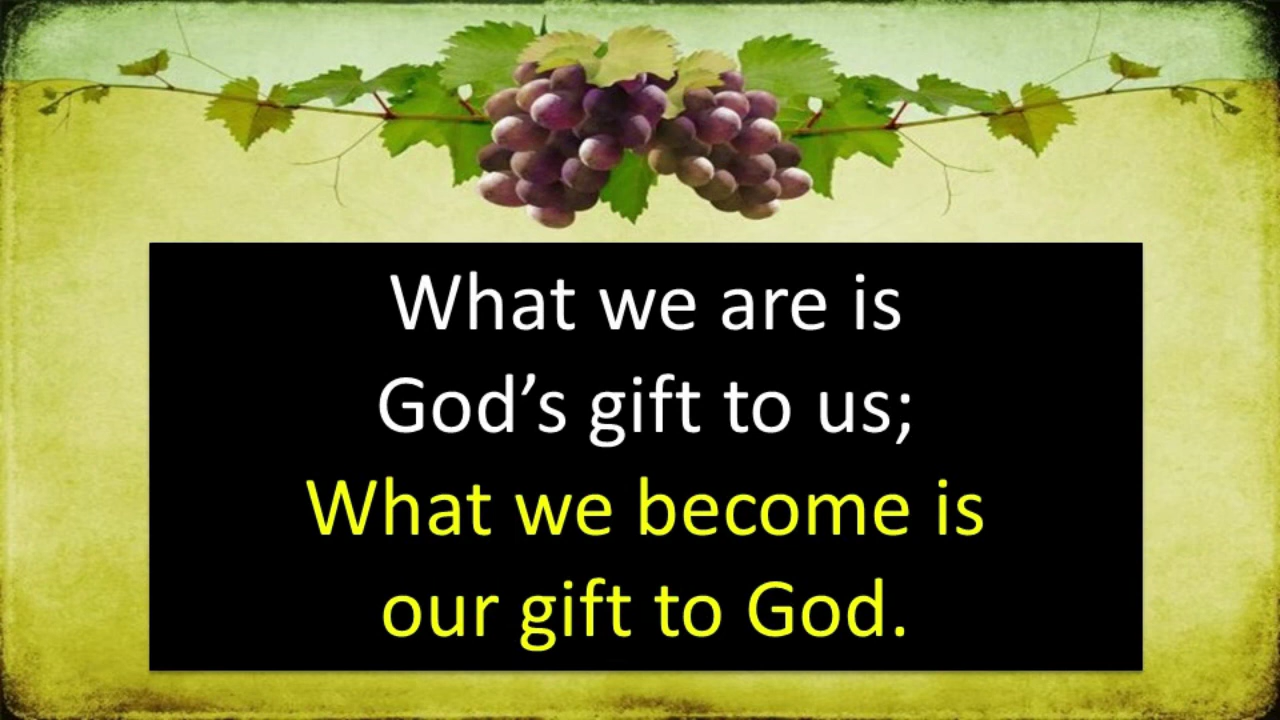 What we are is
God’s gift to us;
What we become is
our gift to God.